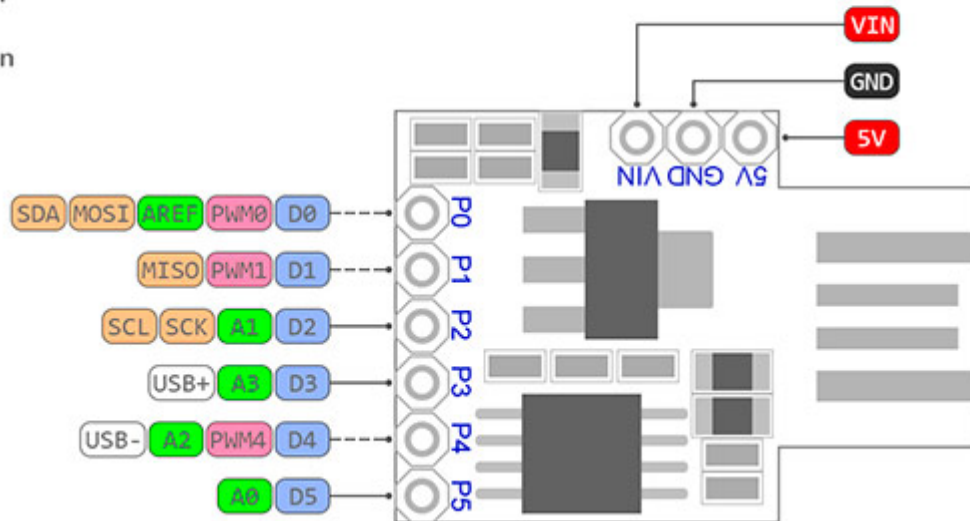 n
VIN
GND
5V
VIN GND 5V
SDA MOSI AREF PWM0 D0 P0
MISO PWM1 D1 P1
SCL SCK A1 D2 P2
USB+ A3 D3 P3
USB- A2 PWM4 D4 P4
A0 D5 P5